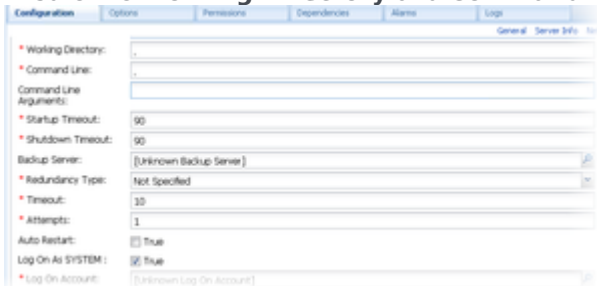 Configuration Options Permissions Dependencies Alarms Logs
General Server Info
* Working Directory: .
* Command Line: .
Command Line
Arguments:
* Startup Timeout: 90
* Shutdown Timeout: 90
Backup Server: [Unknown Backup Server]
* Redundancy Type: Not Specified
* Timeout: 10
* Attempts: 1
Auto Restart: True
Log On As SYSTEM : True
* Log On Account: [Unknown Log On Account]